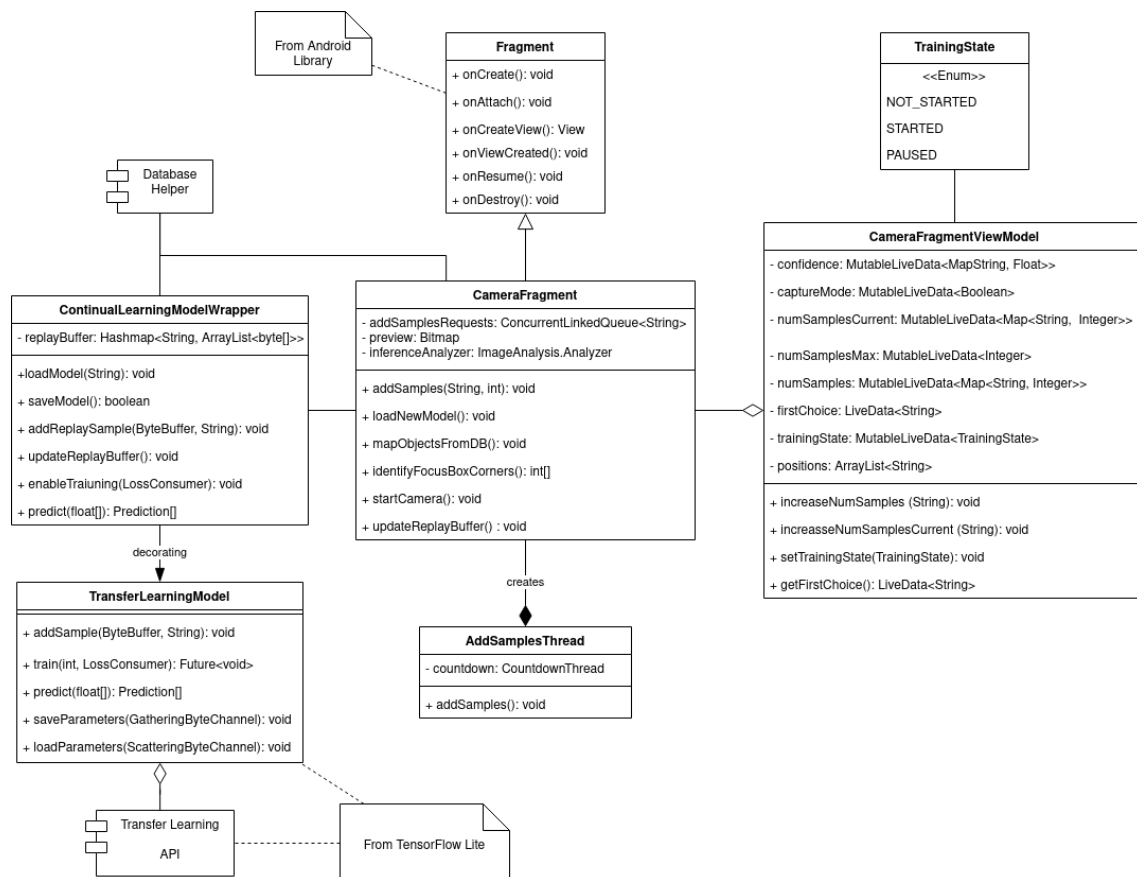 From Android
Library
Fragment
+ onCreate(): void
+ onAttach(): void
+ onCreateView(): View
+ onViewCreated(): void
+ onResume(): void
+ onDestroy(): void
TrainingState
<<Enum>>
NOT_STARTED
STARTED
PAUSED
Database
Helper
CameraFragmentViewModel
- confidence: MutableLiveData<MapString, Float>>
- captureMode: MutableLiveData<Boolean>
- numSamplesCurrent: MutableLiveData<Map<String, Integer>>
- numSamplesMax: MutableLiveData<Integer>
- numSamples: MutableLiveData<Map<String, Integer>>
- firstChoice: LiveData<String>
- trainingState: MutableLiveData<TrainingState>
- positions: ArrayList<String>
+ increaseNumSamples (String): void
+ increasseNumSamplesCurrent (String): void
+ setTrainingState(TrainingState): void
+ getFirstChoice(): LiveData<String>
ContinualLearningModelWrapper
- replayBuffer: Hashmap<String, ArrayList<byte[]>>
+loadModel(String): void
+ saveModel(): boolean
+ addReplaySample(ByteBuffer, String): void
+ updateReplayBuffer(): void
+ enableTraiuning(LossConsumer): void
+ predict(float[]): Prediction[]
CameraFragment
- addSamplesRequests: ConcurrentLinkedQueue<String>
- preview: Bitmap
- inferenceAnalyzer: ImageAnalysis.Analyzer
+ addSamples(String, int): void
+ loadNewModel(): void
+ mapObjectsFromDB(): void
+ identifyFocusBoxCorners(): int[]
+ startCamera(): void
+ updateReplayBuffer() : void
decorating
creates
TransferLearningModel
+ addSample(ByteBuffer, String): void
+ train(int, LossConsumer): Future<void>
+ predict(float[]): Prediction[]
+ saveParameters(GatheringByteChannel): void
+ loadParameters(ScatteringByteChannel): void
AddSamplesThread
- countdown: CountdownThread
+ addSamples(): void
Transfer Learning
API
From TensorFlow Lite